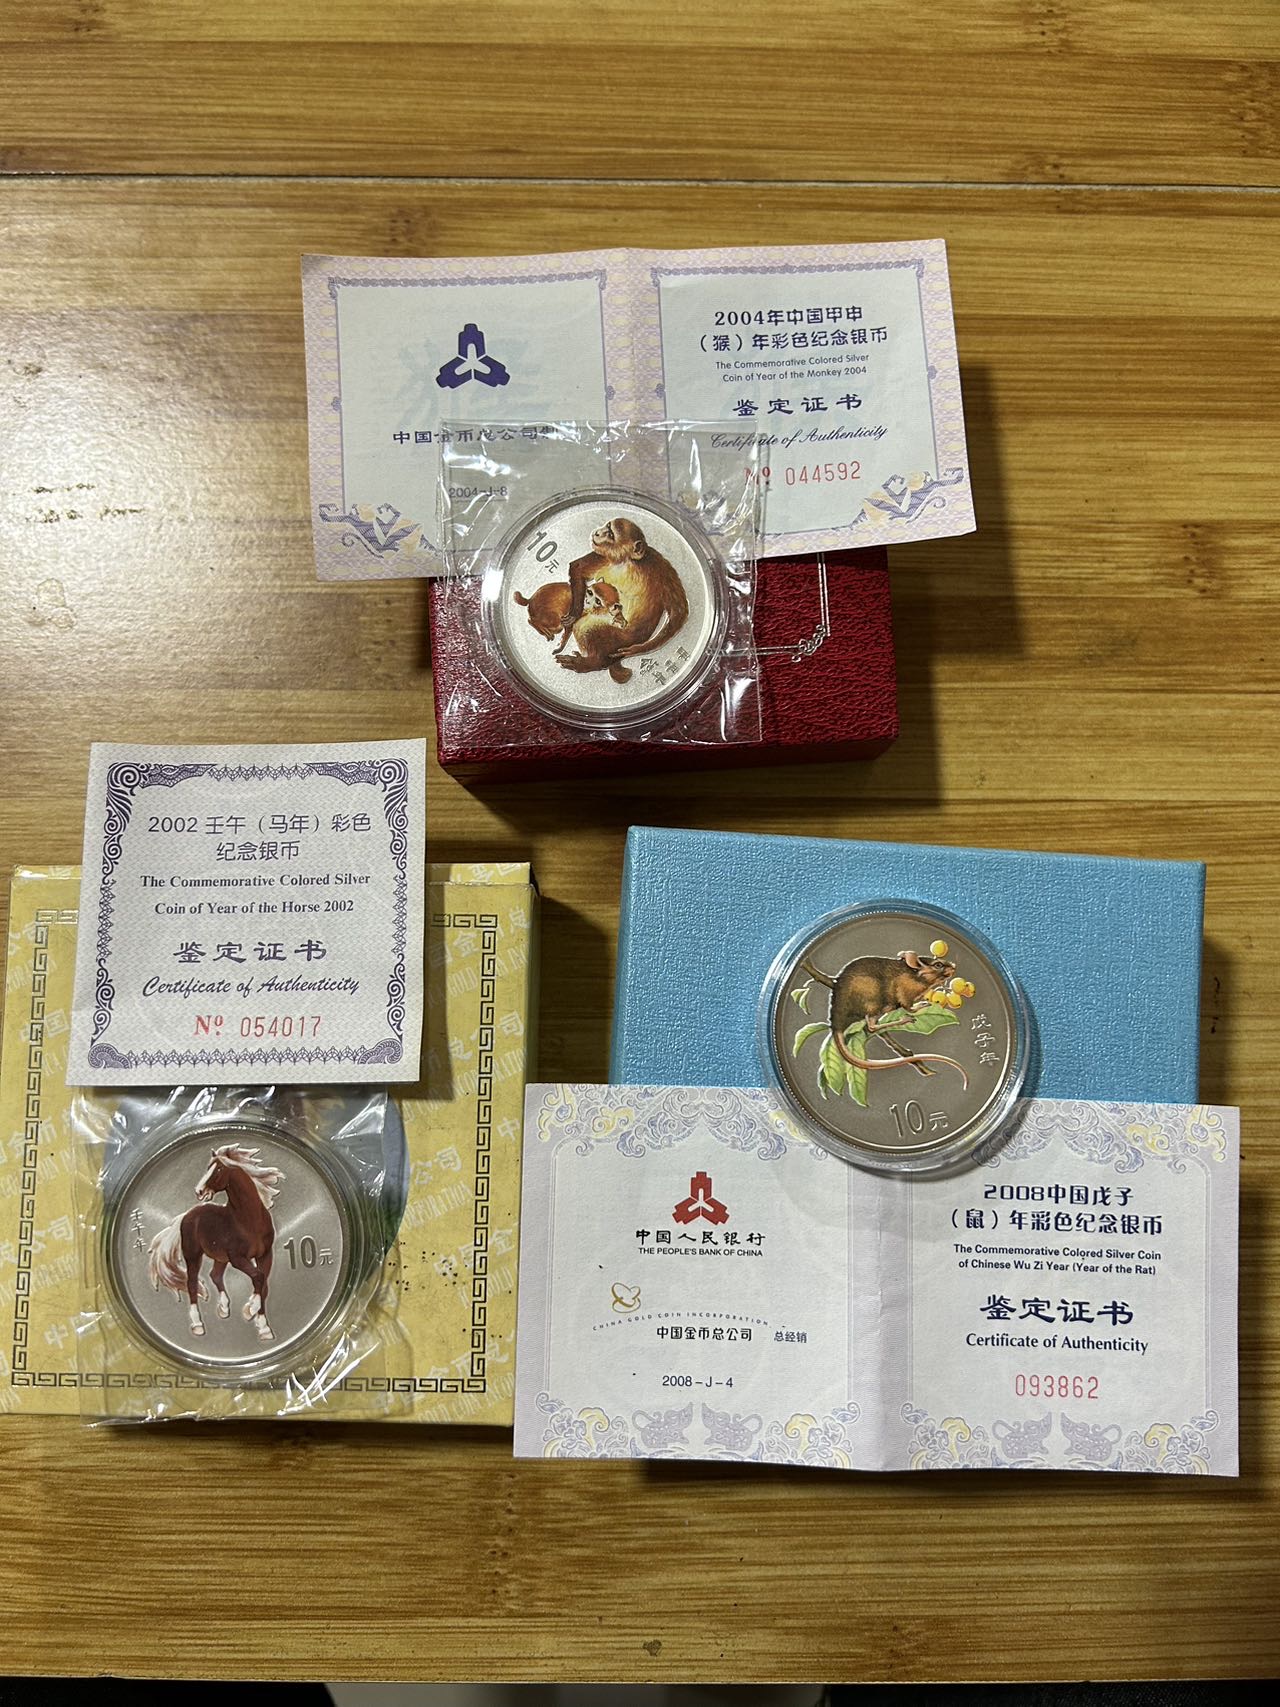 2004年中国甲申
（猴）年彩色纪念银币
The Commemorative Colored Silver
Coin of Year of the Monkey 2004
鉴定证书
Certificate of Authenticity
Nº 044592
中国金币总公司制
2004-J-8
10元
甲申年
2002 壬午（马年）彩色
纪念银币
The Commemorative Colored Silver
Coin of Year of the Horse 2002
鉴定证书
Certificate of Authenticity
Nº 054017
壬午年
10元
戊子年
10元
中国人民银行
THE PEOPLE'S BANK OF CHINA
CHINA GOLD COIN INCORPORATION
中国金币总公司 总经销
2008-J-4
2008中国戊子
（鼠）年彩色纪念银币
The Commemorative Colored Silver Coin
of Chinese Wu Zi Year (Year of the Rat)
鉴定证书
Certificate of Authenticity
093862